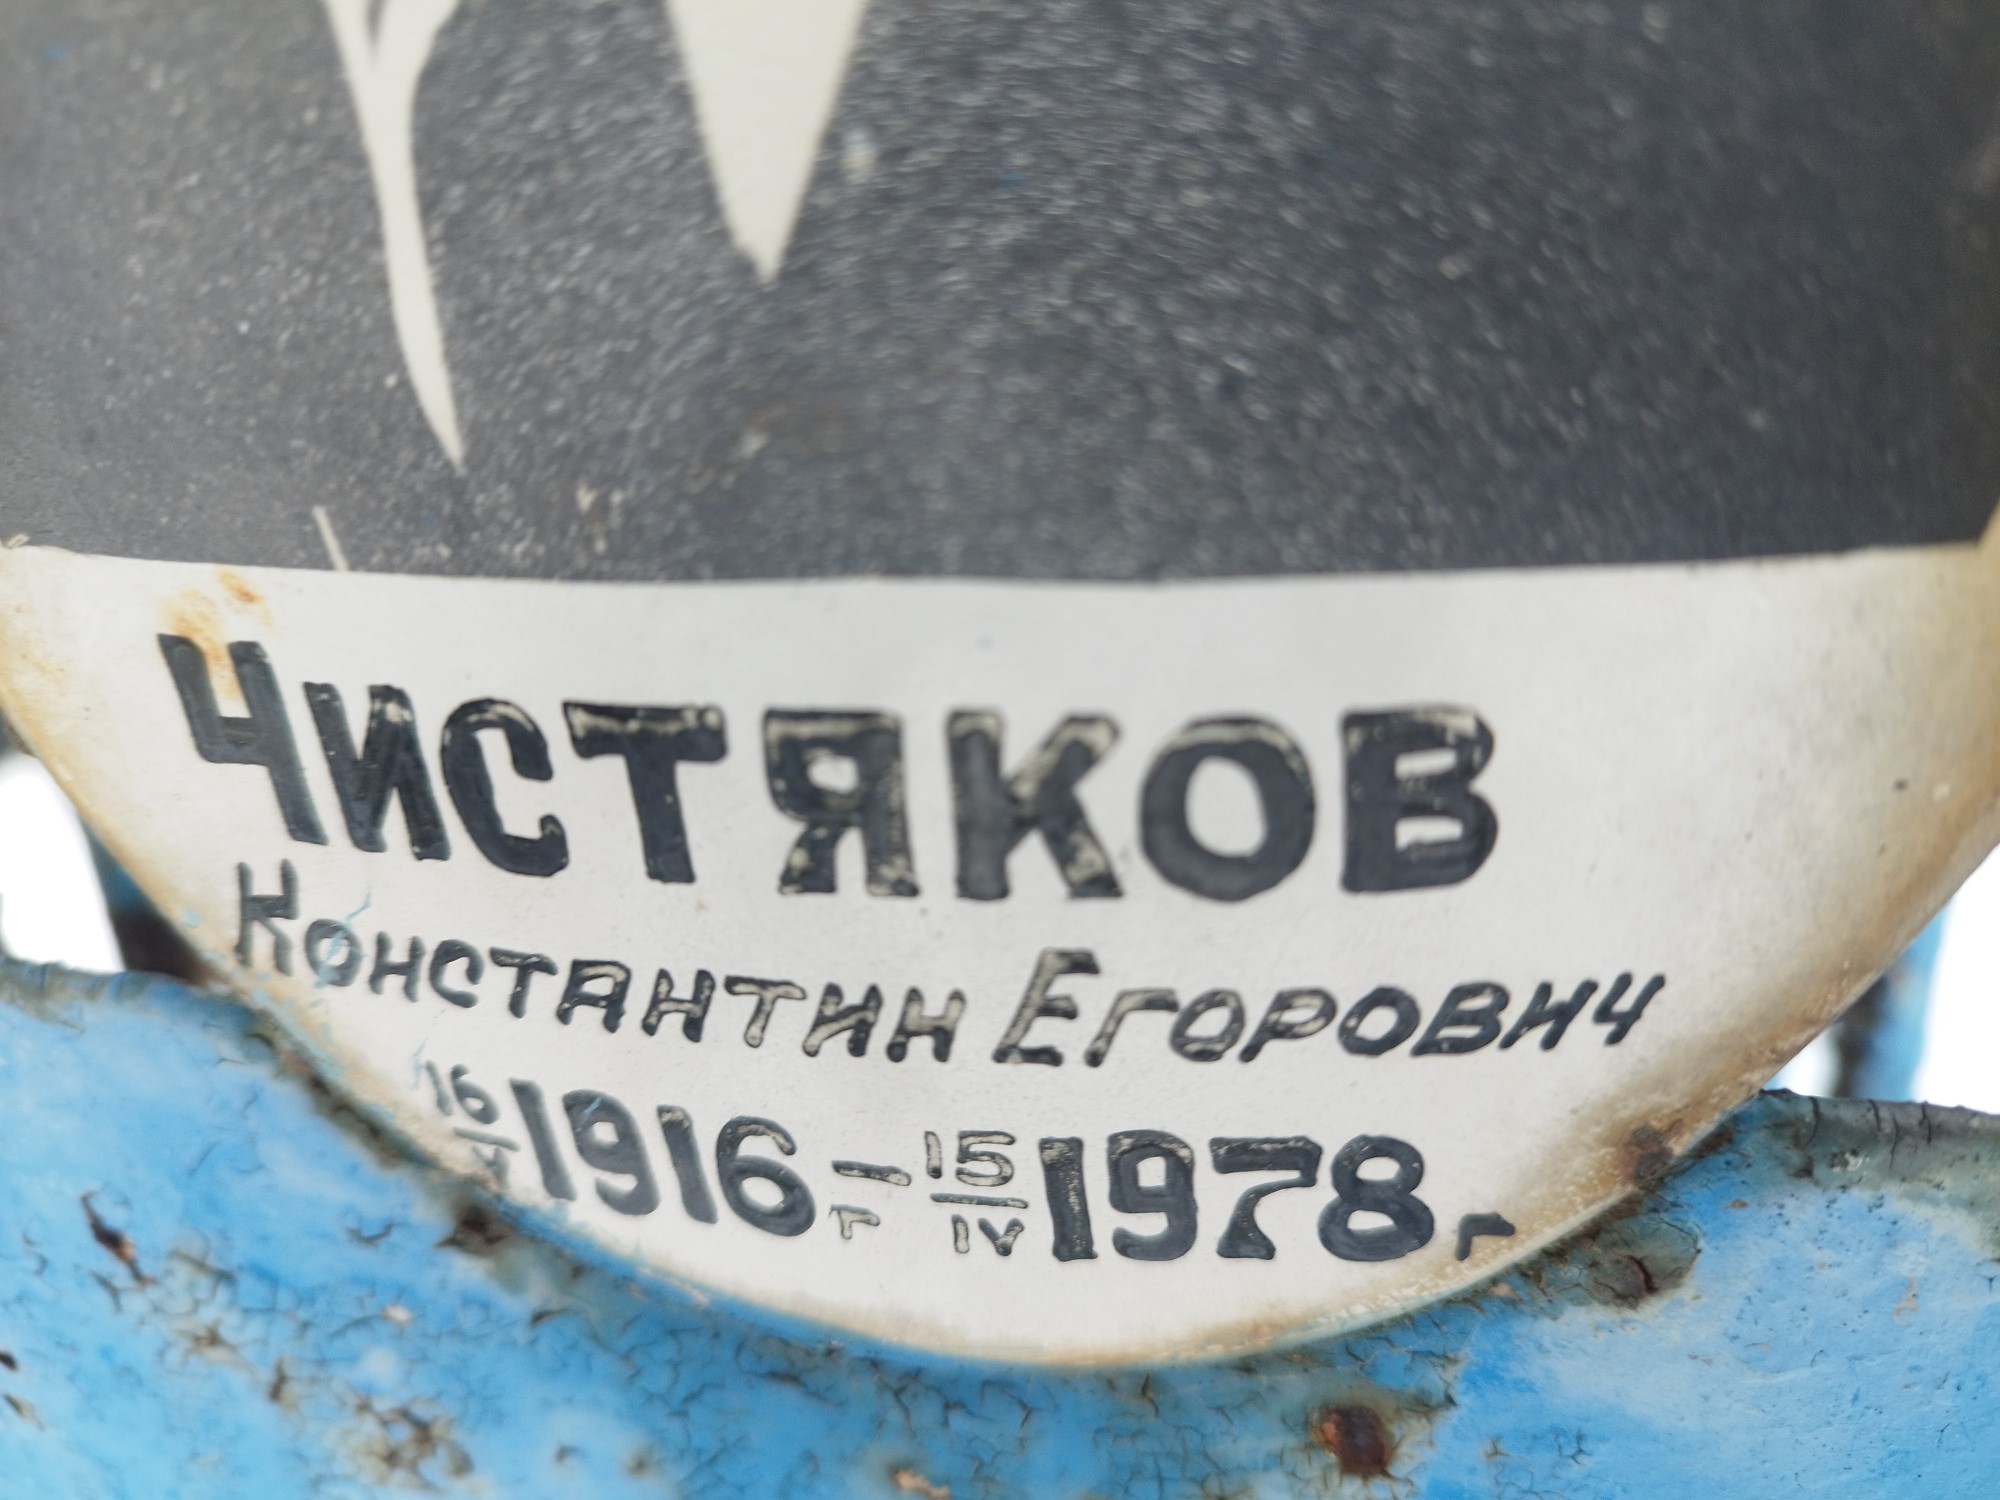 Чистяков
Константин Егорович
16 1916 г - 15/IV 1978 г